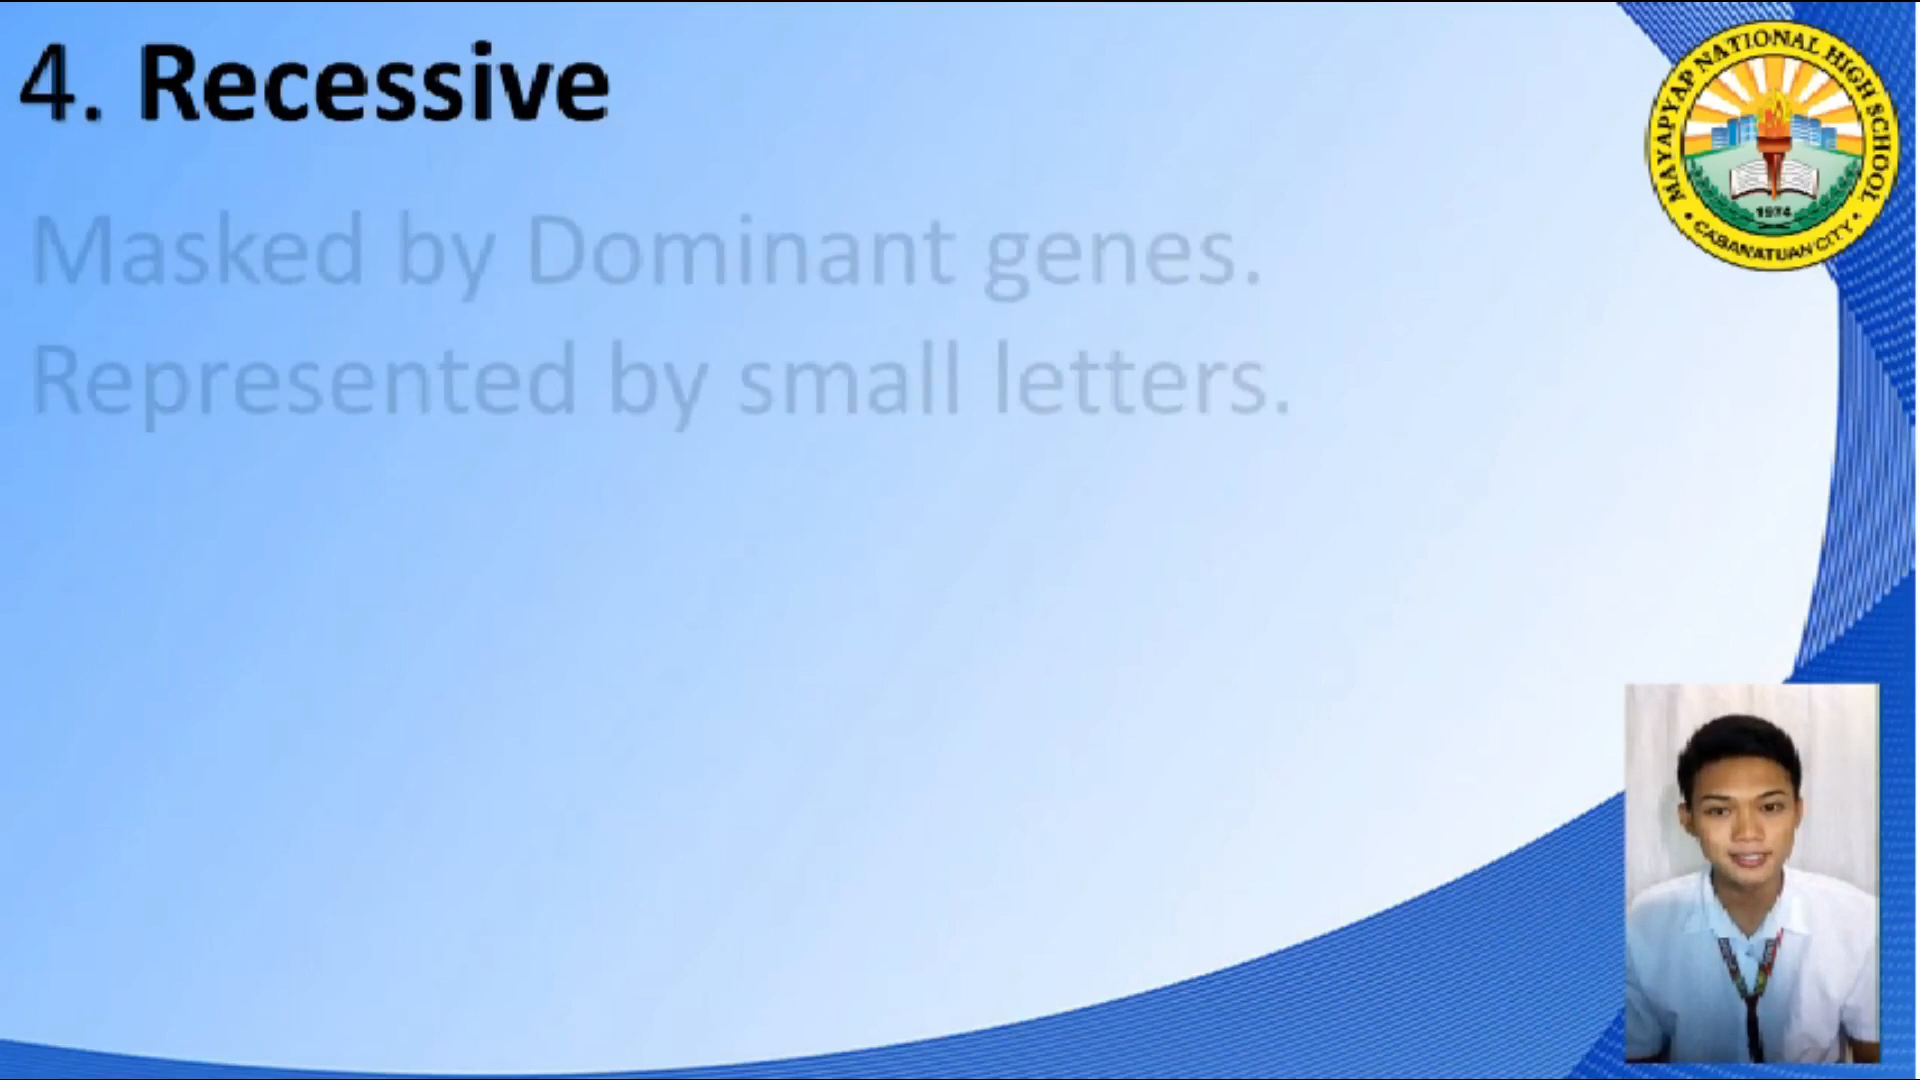 4. Recessive
Masked by Dominant genes.
Represented by small letters.
MAYAPYAP NATIONAL HIGH SCHOOL
1974
• CABANATUAN CITY •